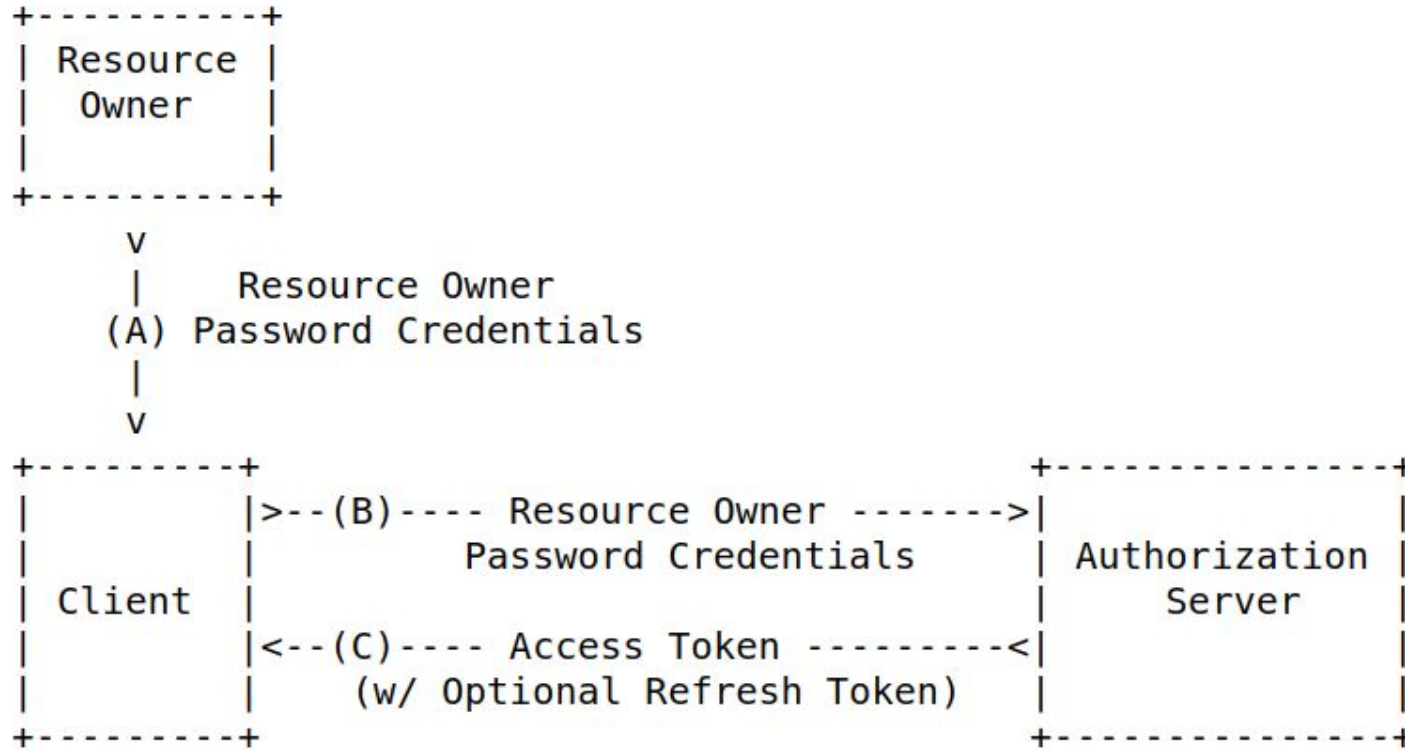 +----------+
| Resource |
|  Owner   |
|          |
+----------+
     v
     |    Resource Owner
    (A) Password Credentials
     |
     v
+---------+                                  +---------------+
|         |>--(B)---- Resource Owner ------->|               |
|         |         Password Credentials     | Authorization |
| Client  |                                  |     Server    |
|         |<--(C)---- Access Token ---------<|               |
|         |    (w/ Optional Refresh Token)   |               |
+---------+                                  +---------------+